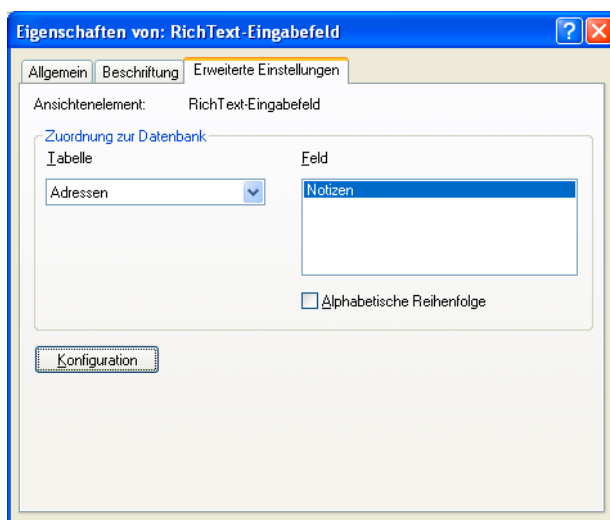 Eigenschaften von: RichText-Eingabefeld
Allgemein Beschriftung Erweiterte Einstellungen
Ansichtenelement: RichText-Eingabefeld
Zuordnung zur Datenbank
Tabelle Feld
Adressen Notizen
Alphabetische Reihenfolge
Konfiguration